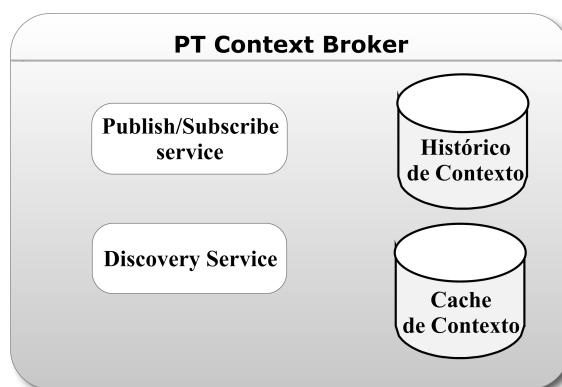 PT Context Broker
Publish/Subscribe
service
Histórico
de Contexto
Discovery Service
Cache
de Contexto